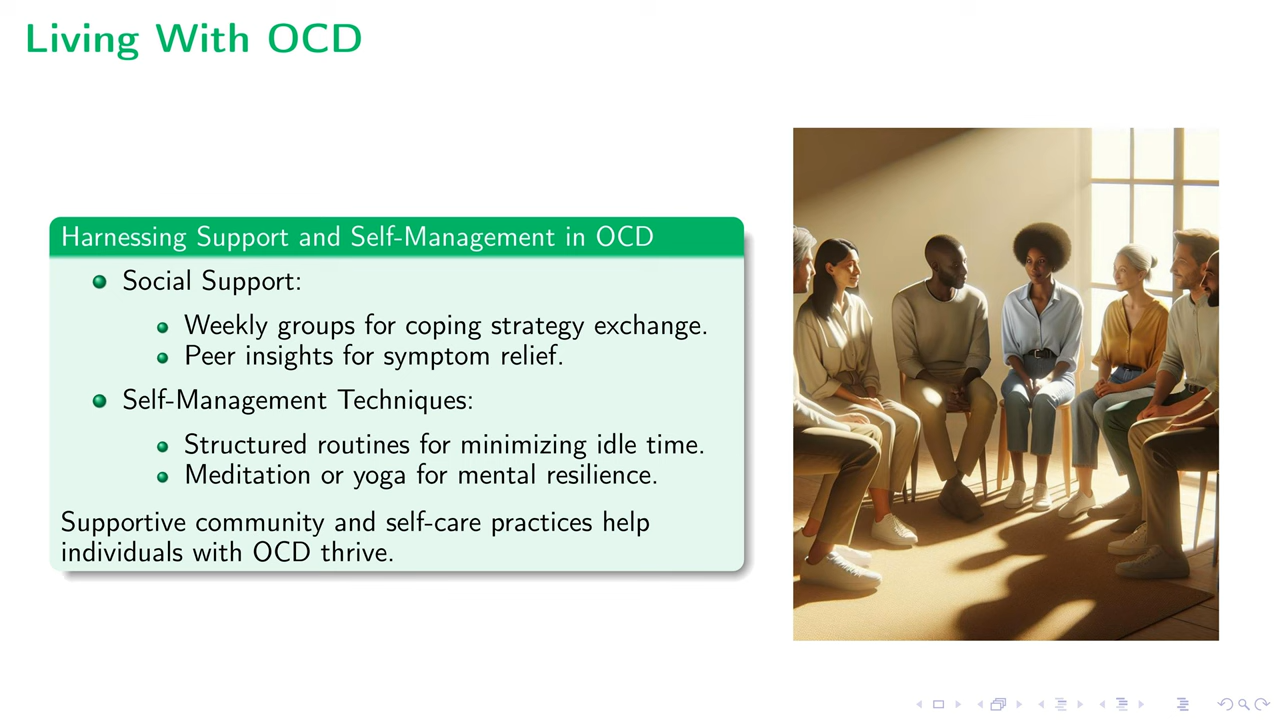 Living With OCD
Harnessing Support and Self-Management in OCD
Social Support:
Weekly groups for coping strategy exchange.
Peer insights for symptom relief.
Self-Management Techniques:
Structured routines for minimizing idle time.
Meditation or yoga for mental resilience.
Supportive community and self-care practices help
individuals with OCD thrive.